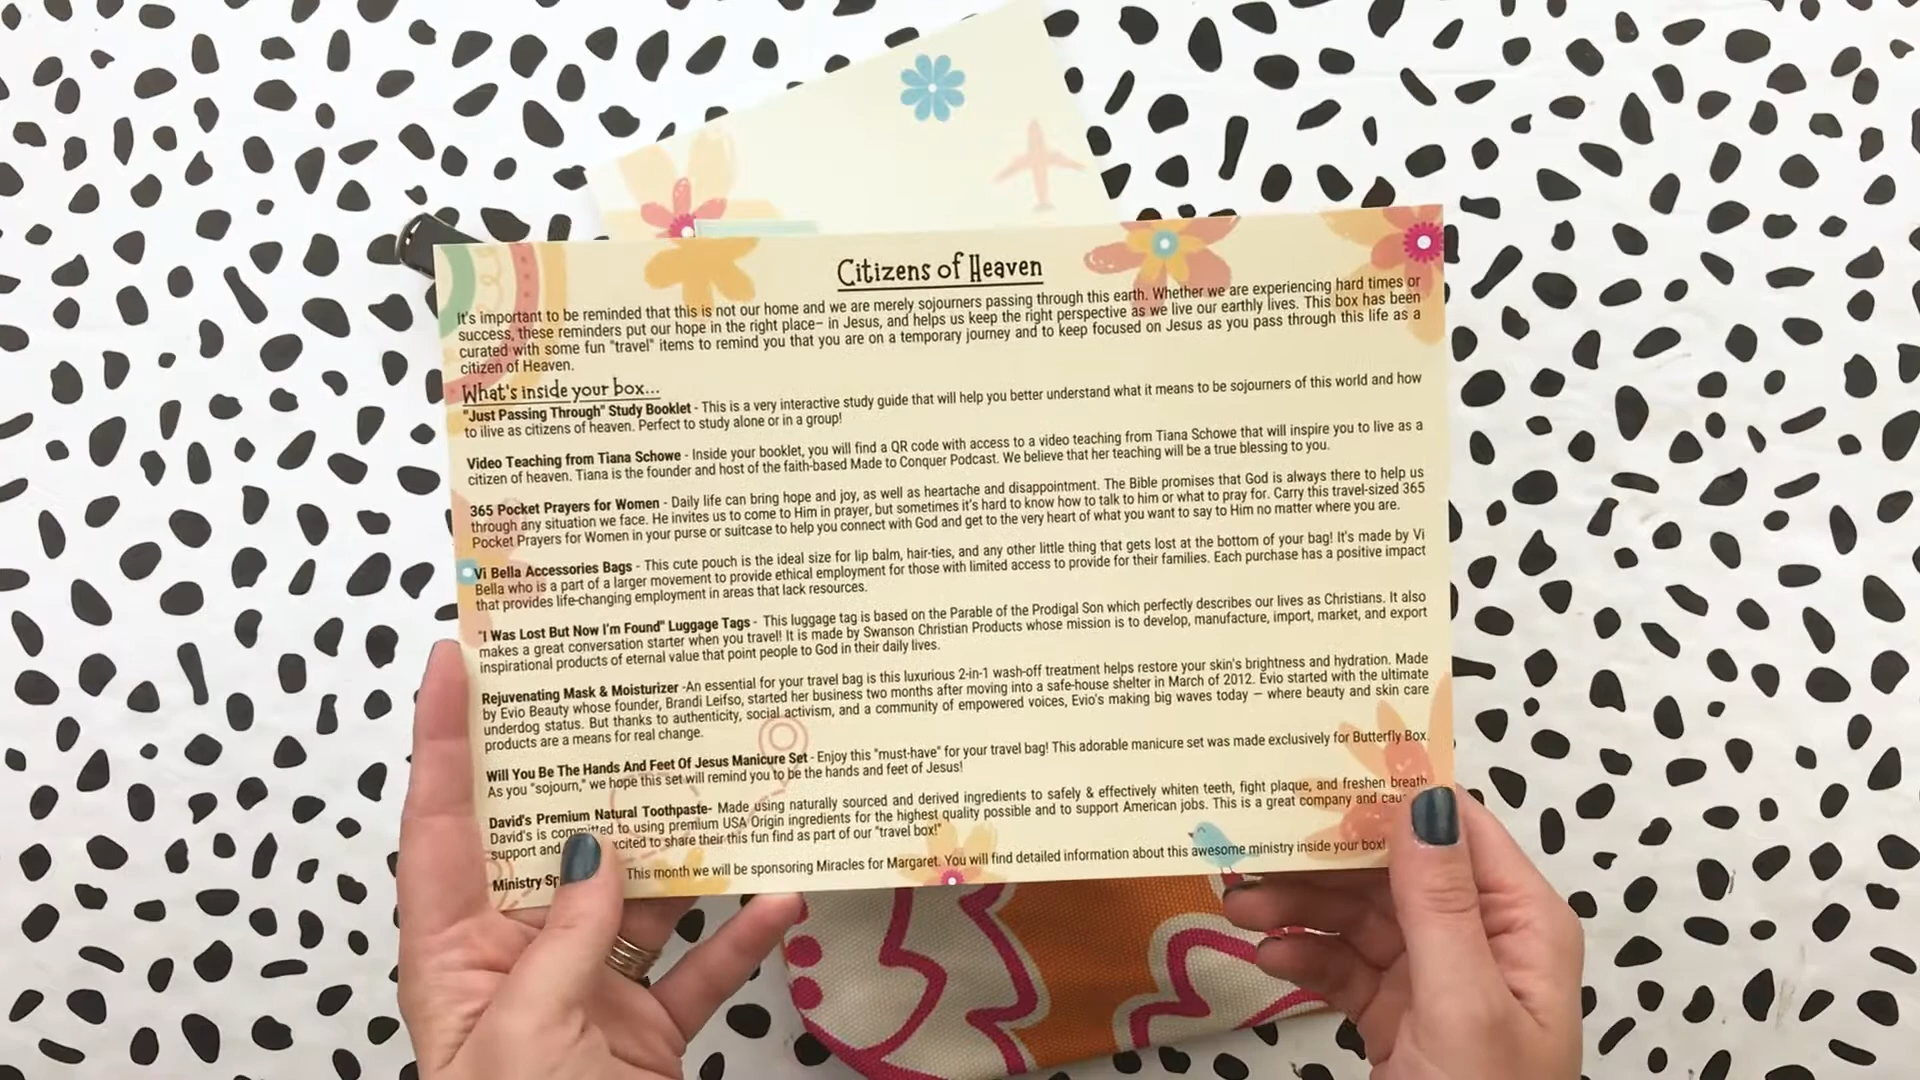 Citizens of Heaven
It's important to be reminded that this is not our home and we are merely sojourners passing through this earth. Whether we are experiencing hard times or
success, these reminders put our hope in the right place– in Jesus, and helps us keep the right perspective as we live our earthly lives. This box has been
curated with some fun "travel" items to remind you that you are on a temporary journey and to keep focused on Jesus as you pass through this life as a
citizen of Heaven.
What's inside your box...
"Just Passing Through" Study Booklet - This is a very interactive study guide that will help you better understand what it means to be sojourners of this world and how
to ilive as citizens of heaven. Perfect to study alone or in a group!
Video Teaching from Tiana Schowe - Inside your booklet, you will find a QR code with access to a video teaching from Tiana Schowe that will inspire you to live as a
citizen of heaven. Tiana is the founder and host of the faith-based Made to Conquer Podcast. We believe that her teaching will be a true blessing to you.
365 Pocket Prayers for Women - Daily life can bring hope and joy, as well as heartache and disappointment. The Bible promises that God is always there to help us
through any situation we face. He invites us to come to Him in prayer, but sometimes it's hard to know how to talk to him or what to pray for. Carry this travel-sized 365
Pocket Prayers for Women in your purse or suitcase to help you connect with God and get to the very heart of what you want to say to Him no matter where you are.
Vi Bella Accessories Bags - This cute pouch is the ideal size for lip balm, hair-ties, and any other little thing that gets lost at the bottom of your bag! It's made by Vi
Bella who is a part of a larger movement to provide ethical employment for those with limited access to provide for their families. Each purchase has a positive impact
that provides life-changing employment in areas that lack resources.
"I Was Lost But Now I'm Found" Luggage Tags - This luggage tag is based on the Parable of the Prodigal Son which perfectly describes our lives as Christians. It also
makes a great conversation starter when you travel! It is made by Swanson Christian Products whose mission is to develop, manufacture, import, market, and export
inspirational products of eternal value that point people to God in their daily lives.
Rejuvenating Mask & Moisturizer -An essential for your travel bag is this luxurious 2-in-1 wash-off treatment helps restore your skin's brightness and hydration. Made
by Evio Beauty whose founder, Brandi Leifso, started her business two months after moving into a safe-house shelter in March of 2012. Evio started with the ultimate
underdog status. But thanks to authenticity, social activism, and a community of empowered voices, Evio's making big waves today – where beauty and skin care
products are a means for real change.
Will You Be The Hands And Feet Of Jesus Manicure Set - Enjoy this "must-have" for your travel bag! This adorable manicure set was made exclusively for Butterfly Box.
As you "sojourn," we hope this set will remind you to be the hands and feet of Jesus!
David's Premium Natural Toothpaste- Made using naturally sourced and derived ingredients to safely & effectively whiten teeth, fight plaque, and freshen breath
David's is committed to using premium USA Origin ingredients for the highest quality possible and to support American jobs. This is a great company and
support and to share their this fun find as part of our "travel box!"
Ministry This month we will be sponsoring Miracles for Margaret. You will find detailed information about this awesome ministry inside your box!